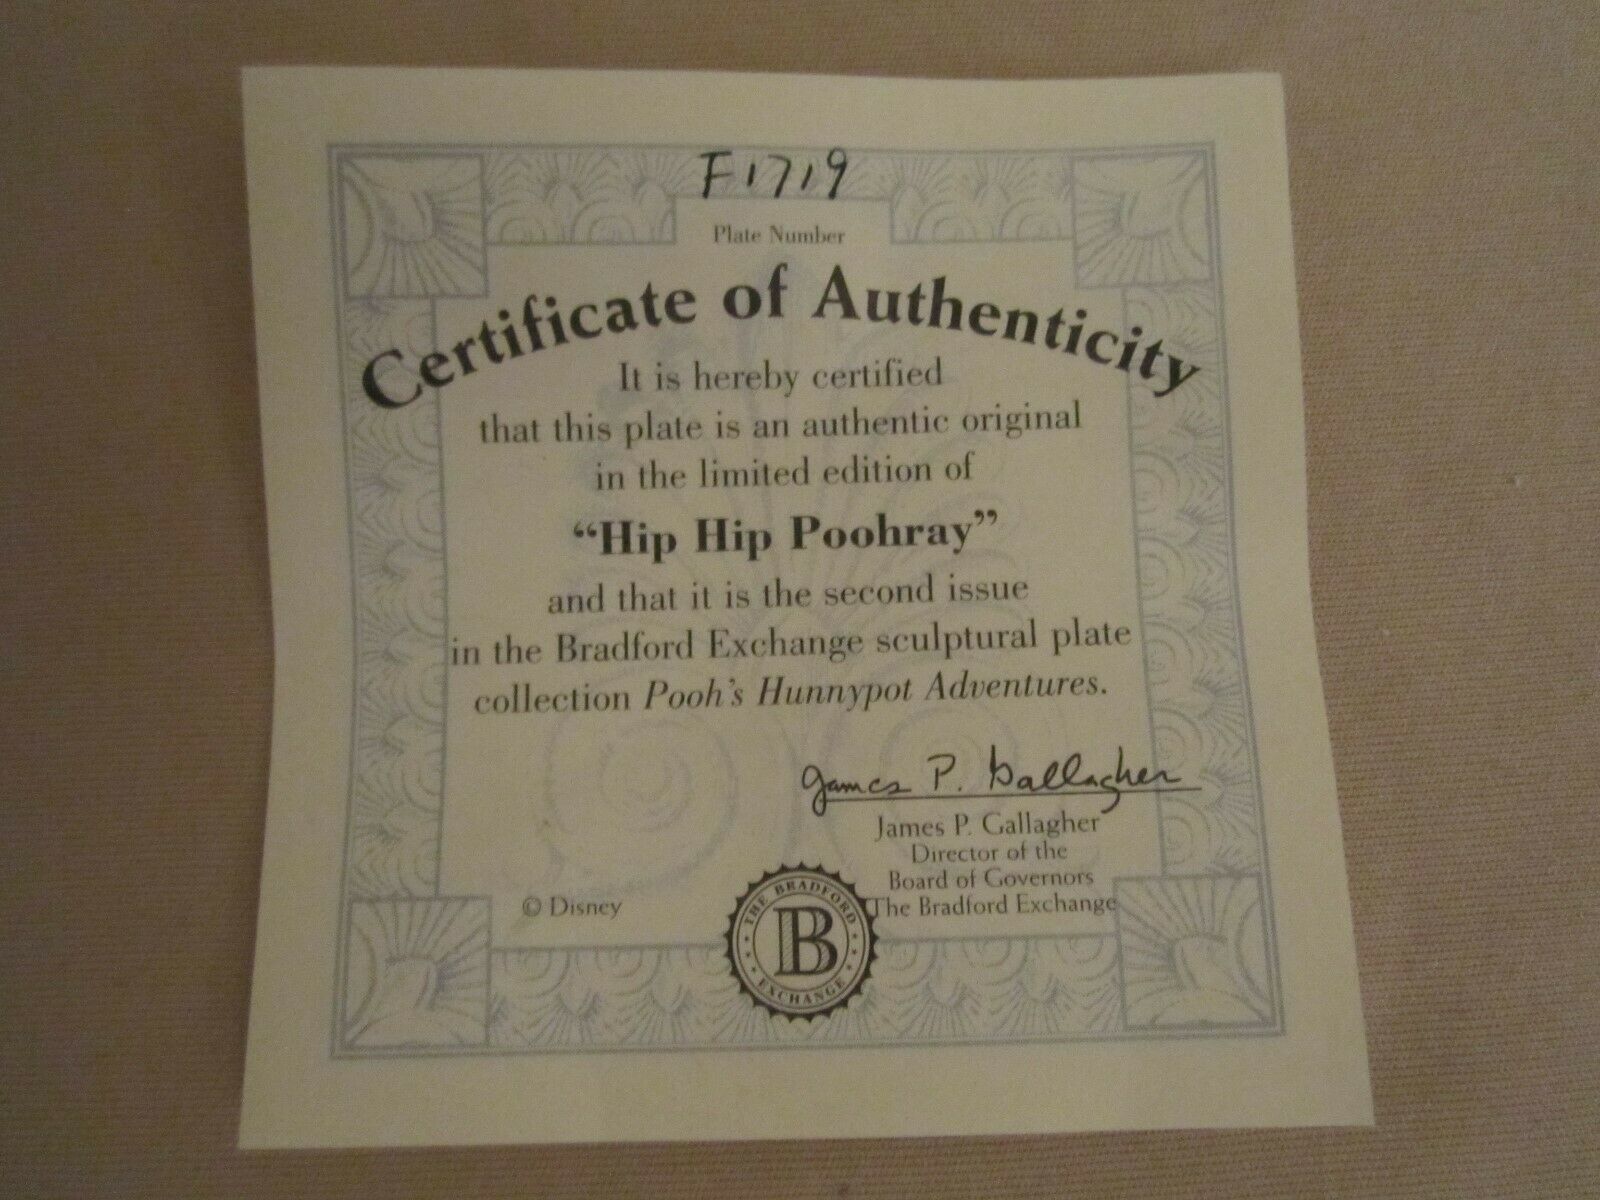 F1719
Plate Number
Certificate of Authenticity
It is hereby certified
that this plate is an authentic original
in the limited edition of
“Hip Hip Poohray”
and that it is the second issue
in the Bradford Exchange sculptural plate
collection Pooh's Hunnypot Adventures.
James P. Gallagher
James P. Gallagher
Director of the
Board of Governors
The Bradford Exchange
© Disney
THE BRADFORD
B
EXCHANGE